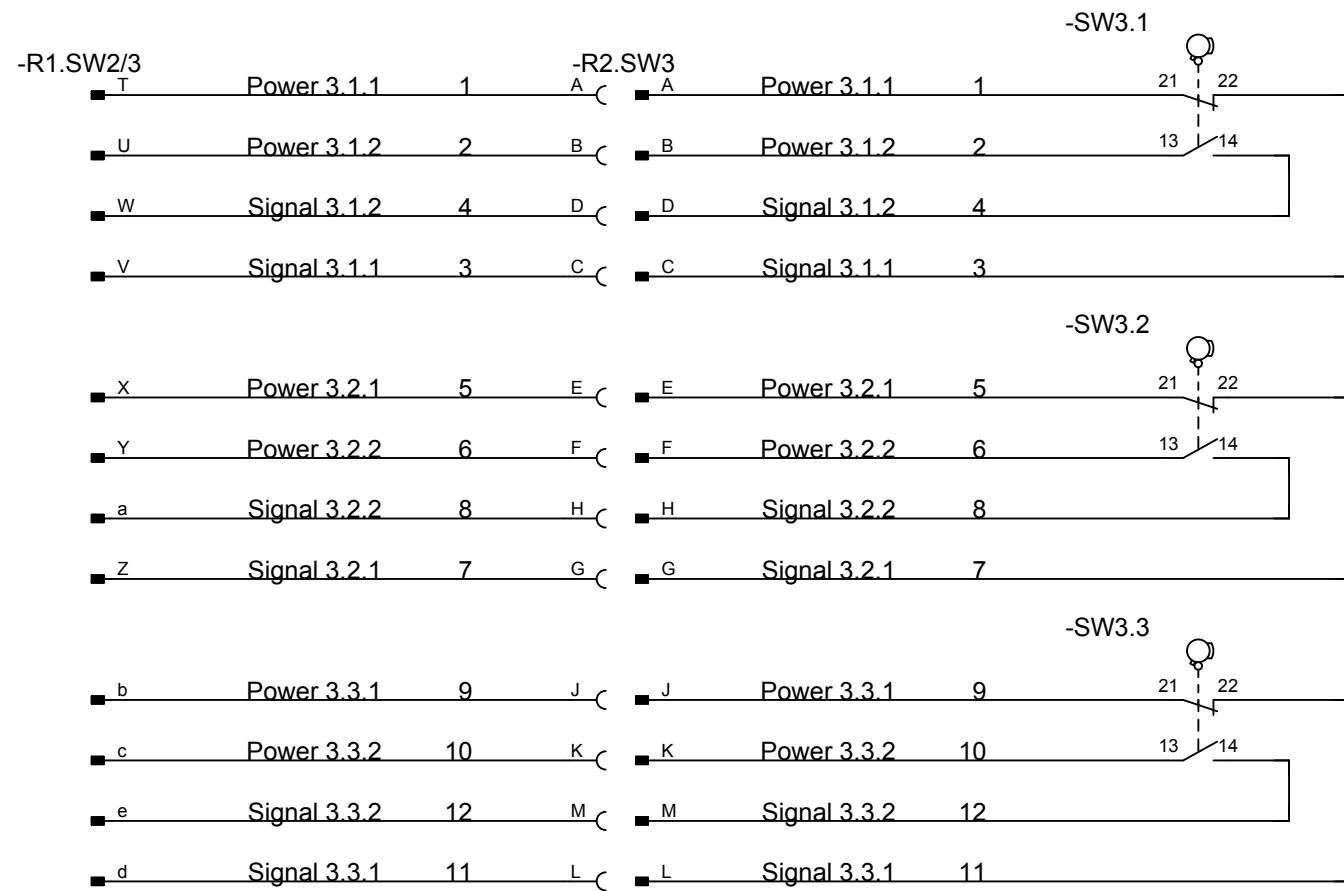 -SW3.1
-R1.SW2/3 -R2.SW3
T Power 3.1.1 1 A A Power 3.1.1 1 21 22
U Power 3.1.2 2 B B Power 3.1.2 2 13 14
W Signal 3.1.2 4 D D Signal 3.1.2 4
V Signal 3.1.1 3 C C Signal 3.1.1 3
-SW3.2
X Power 3.2.1 5 E E Power 3.2.1 5 21 22
Y Power 3.2.2 6 F F Power 3.2.2 6 13 14
a Signal 3.2.2 8 H H Signal 3.2.2 8
Z Signal 3.2.1 7 G G Signal 3.2.1 7
-SW3.3
b Power 3.3.1 9 J J Power 3.3.1 9 21 22
c Power 3.3.2 10 K K Power 3.3.2 10 13 14
e Signal 3.3.2 12 M M Signal 3.3.2 12
d Signal 3.3.1 11 L L Signal 3.3.1 11